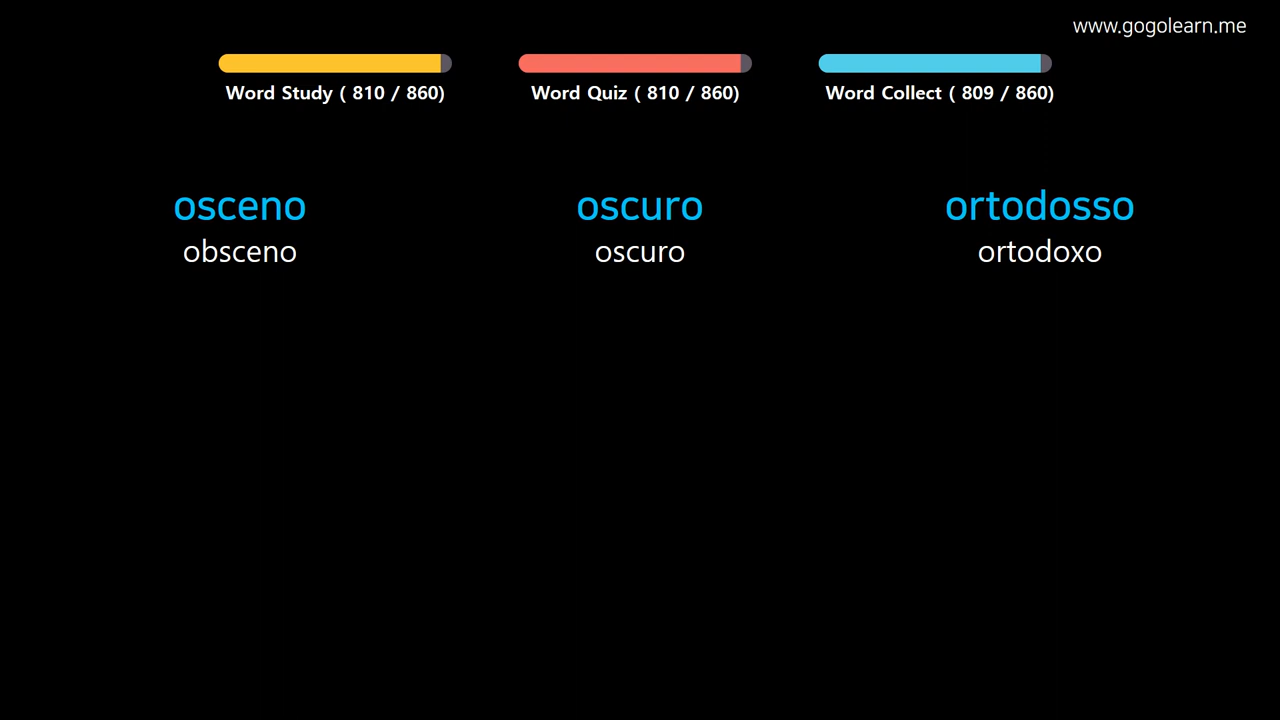 www.gogolearn.me
Word Study ( 810 / 860)
Word Quiz ( 810 / 860)
Word Collect ( 809 / 860)
osceno
obsceno
oscuro
oscuro
ortodosso
ortodoxo